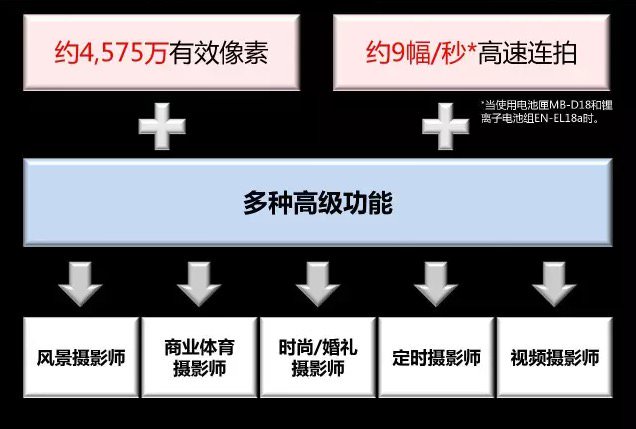 约4,575万有效像素
约9幅/秒*高速连拍
*当使用电池匣MB-D18和锂
离子电池组EN-EL18a时。
多种高级功能
风景摄影师
商业体育
摄影师
时尚/婚礼
摄影师
定时摄影师
视频摄影师